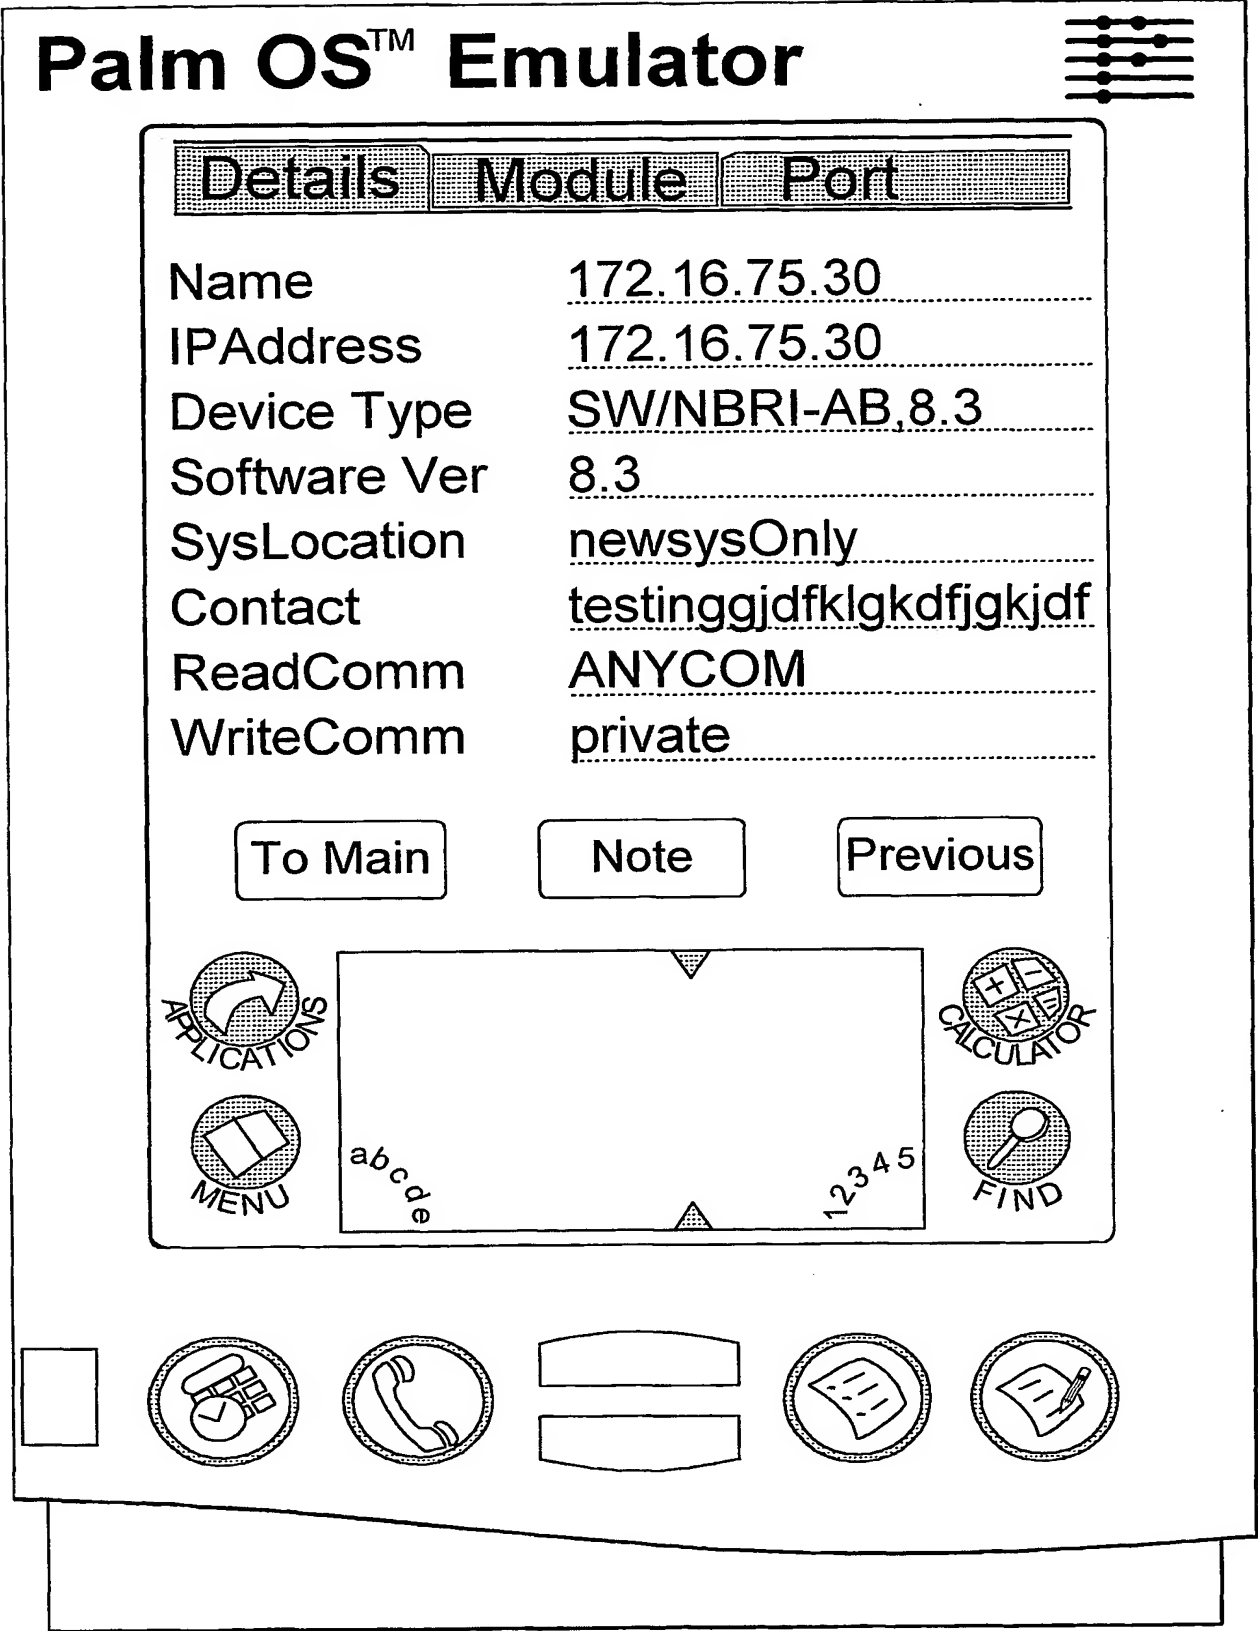 Palm OS™ Emulator
Details Module Port
Name 172.16.75.30
IPAddress 172.16.75.30
Device Type SW/NBRI-AB,8.3
Software Ver 8.3
SysLocation newsysOnly
Contact testinggjdfklgkdfjgkjdf
ReadComm ANYCOM
WriteComm private
To Main Note Previous
APPLICATIONS CALCULATOR
abcde 12345
MENU FIND